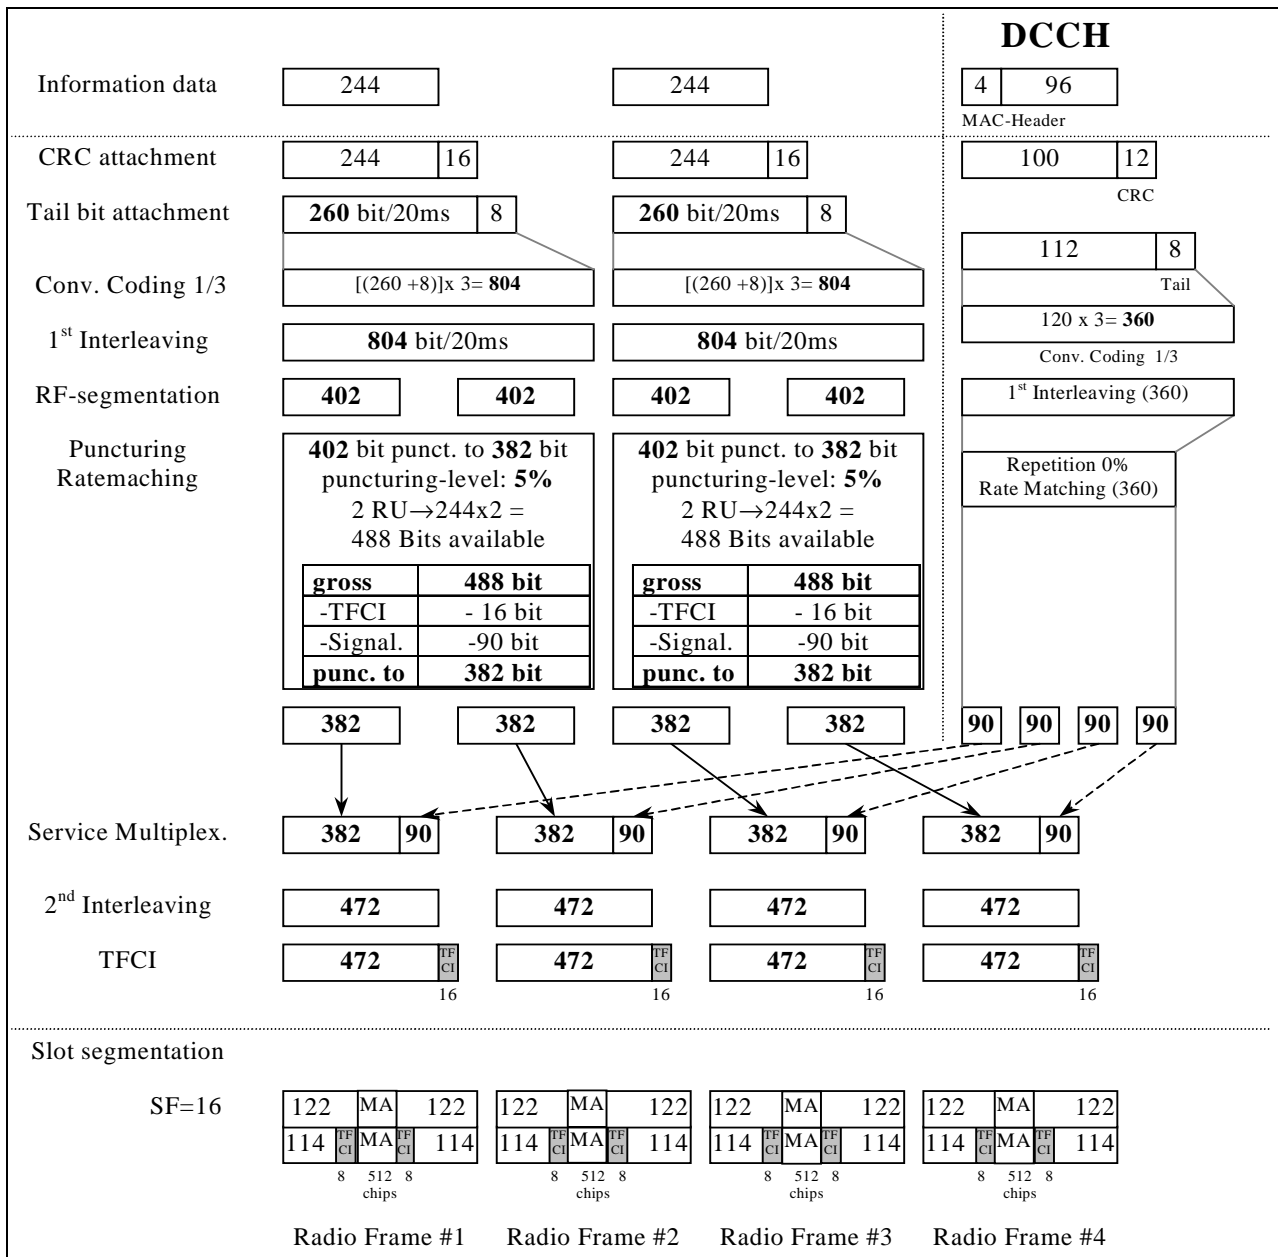 DCCH
Information data 244 244 4 96
MAC-Header
CRC attachment 244 16 244 16 100 12
CRC
Tail bit attachment 260 bit/20ms 8 260 bit/20ms 8
112 8
Tail
Conv. Coding 1/3 [(260 +8)]x 3= 804 [(260 +8)]x 3= 804
120 x 3= 360
Conv. Coding 1/3
1st Interleaving 804 bit/20ms 804 bit/20ms
RF-segmentation 402 402 402 402 1st Interleaving (360)
Puncturing
Ratemaching
402 bit punct. to 382 bit
puncturing-level: 5%
2 RU→244x2 =
488 Bits available
gross 488 bit
-TFCI - 16 bit
-Signal. -90 bit
punc. to 382 bit
402 bit punct. to 382 bit
puncturing-level: 5%
2 RU→244x2 =
488 Bits available
gross 488 bit
-TFCI - 16 bit
-Signal. -90 bit
punc. to 382 bit
Repetition 0%
Rate Matching (360)
382 382 382 382 90 90 90 90
Service Multiplex. 382 90 382 90 382 90 382 90
2nd Interleaving 472 472 472 472
TFCI 472 TF CI 472 TF CI 472 TF CI 472 TF CI
16 16 16 16
Slot segmentation
SF=16 122 MA 122 122 MA 122 122 MA 122 122 MA 122
114 TF CI MA TF CI 114 114 TF CI MA TF CI 114 114 TF CI MA TF CI 114 114 TF CI MA TF CI 114
8 512 8 8 512 8 8 512 8 8 512 8
chips chips chips chips
Radio Frame #1 Radio Frame #2 Radio Frame #3 Radio Frame #4